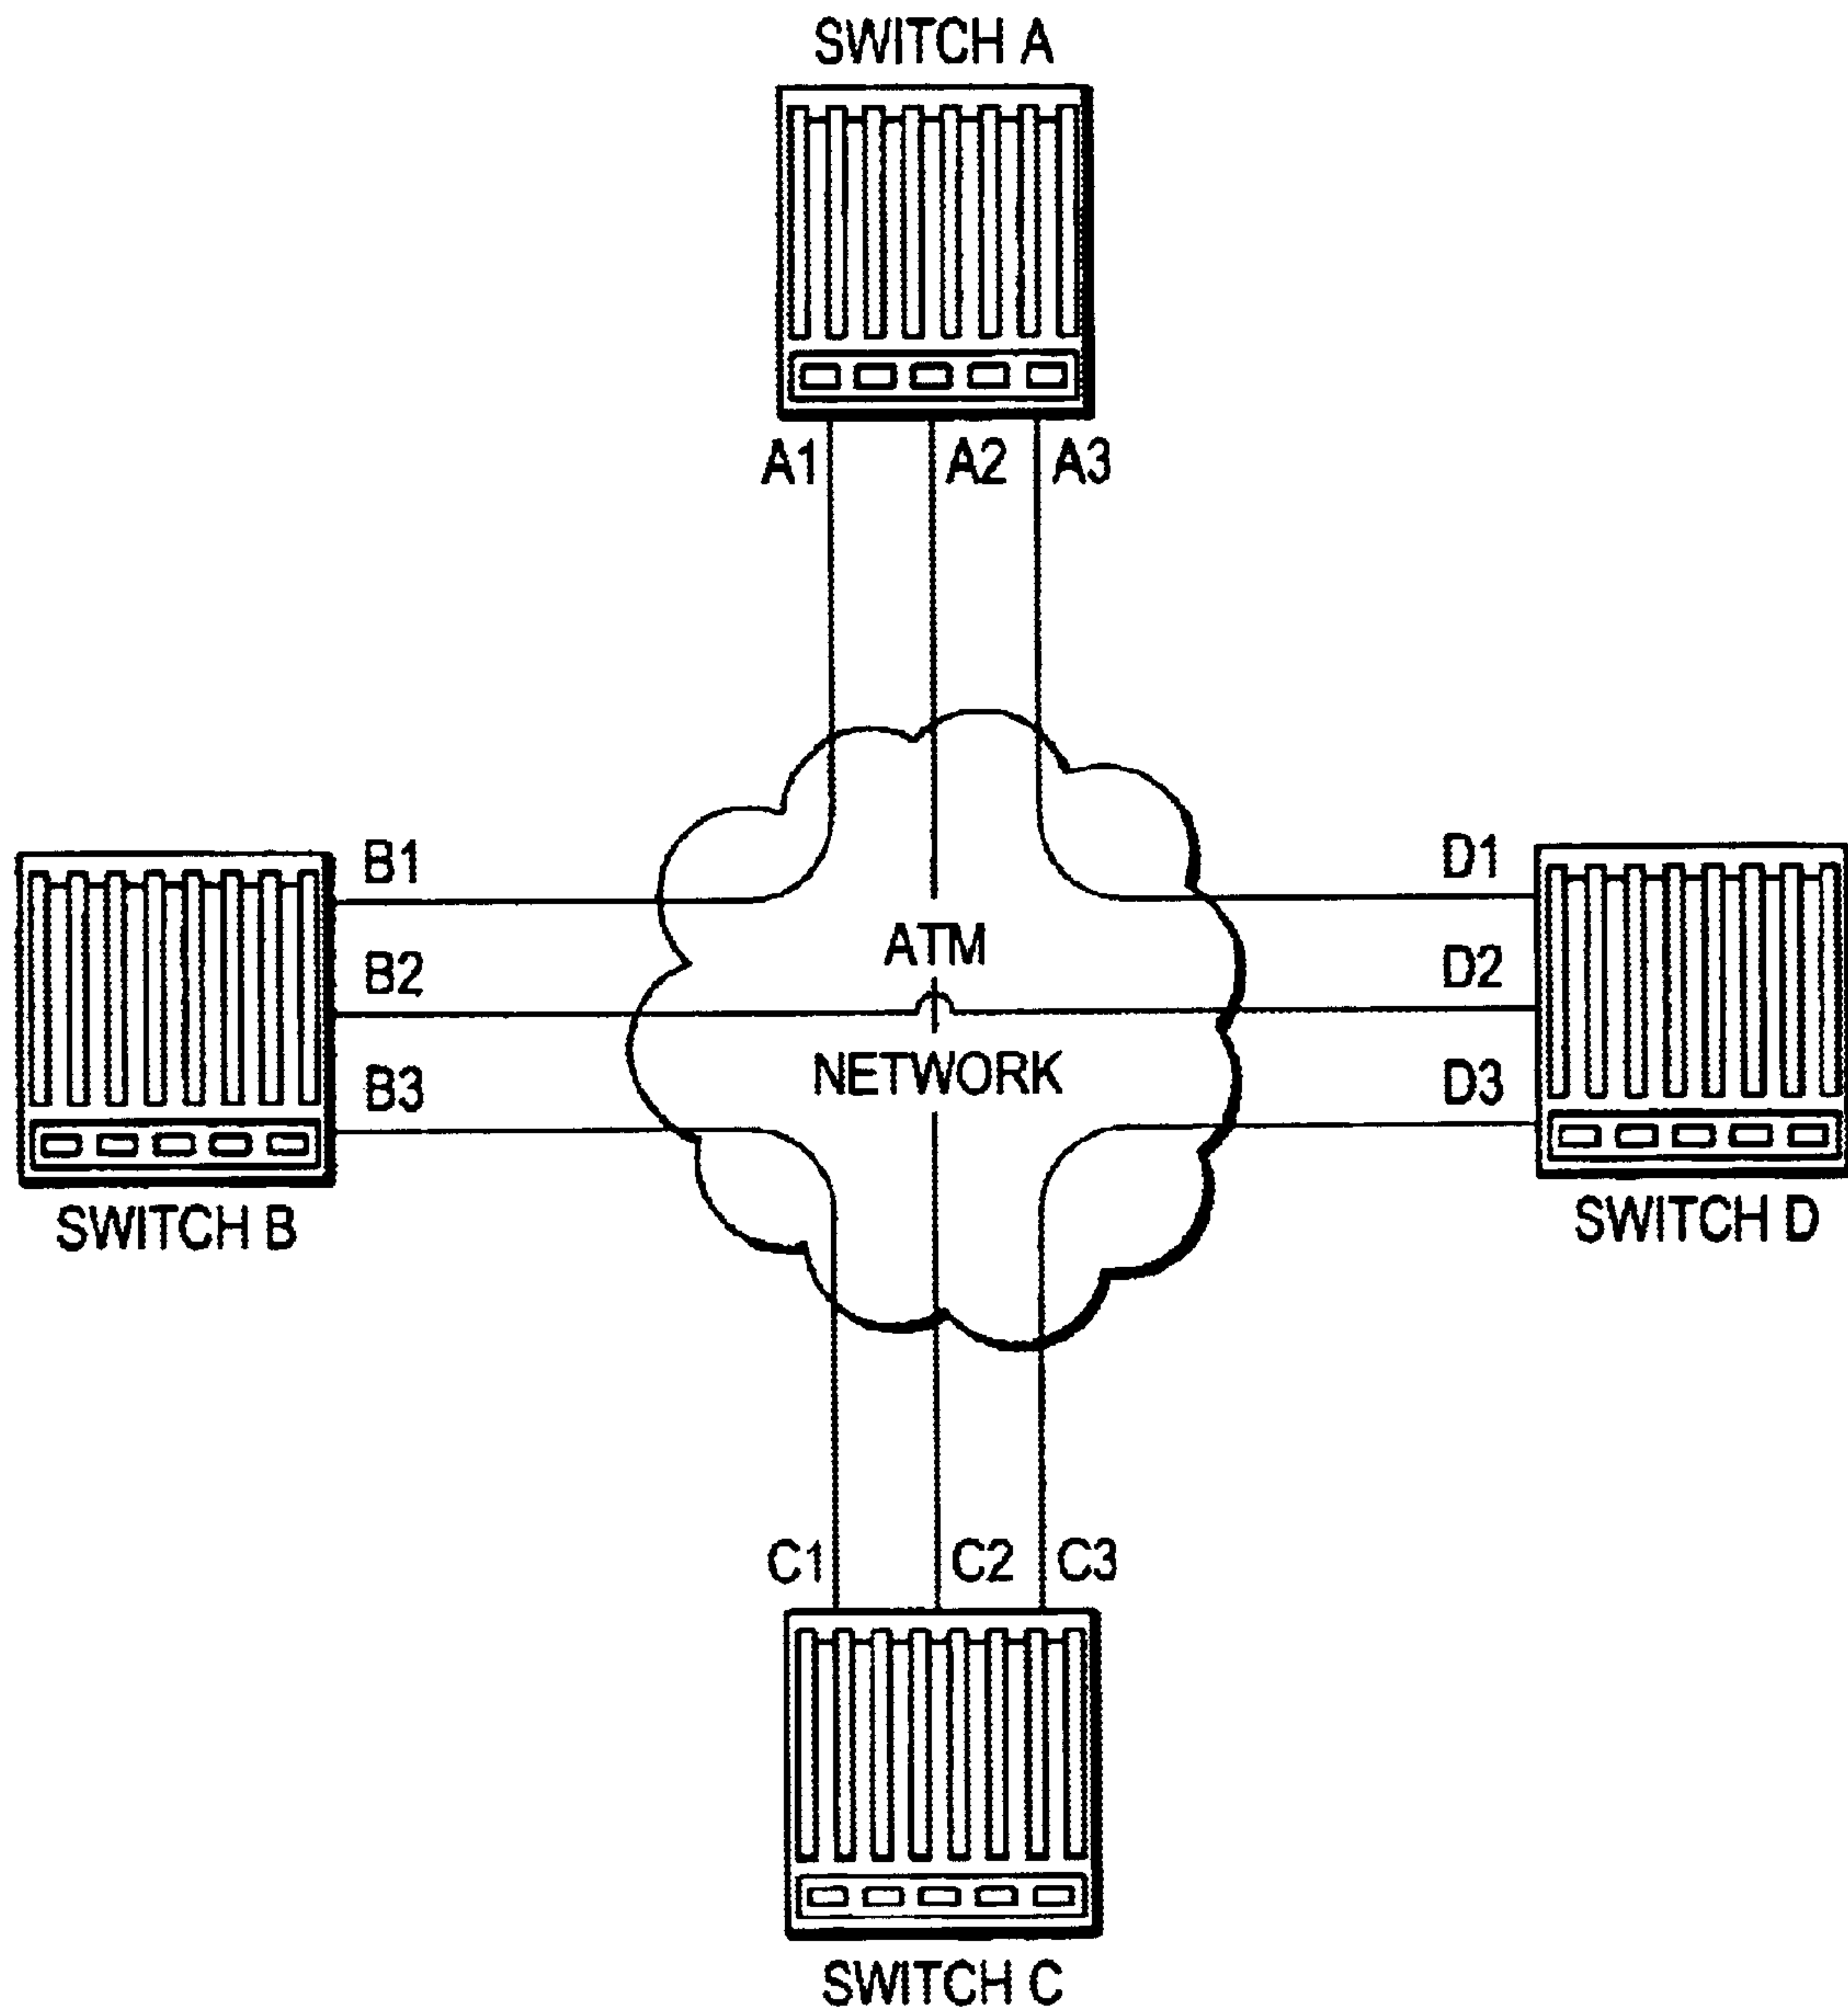 SWITCH A
A1 A2 A3
B1 D1
ATM
B2 D2
NETWORK
B3 D3
SWITCH B SWITCH D
C1 C2 C3
SWITCH C